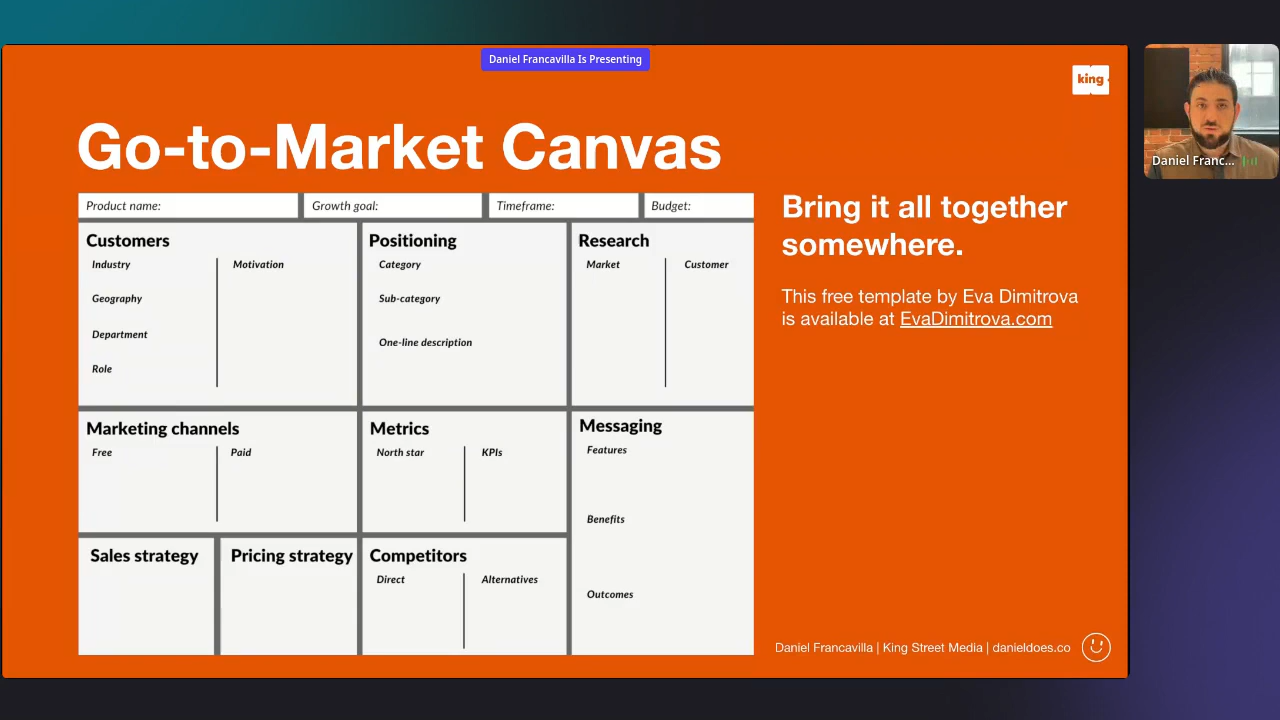 Daniel Francavilla Is Presenting
king
Daniel Franc...
Go-to-Market Canvas
Product name:
Growth goal:
Timeframe:
Budget:
Customers
Industry
Motivation
Geography
Department
Role
Positioning
Category
Sub-category
One-line description
Research
Market
Customer
Marketing channels
Free
Paid
Metrics
North star
KPIs
Messaging
Features
Benefits
Outcomes
Sales strategy
Pricing strategy
Competitors
Direct
Alternatives
Bring it all together
somewhere.
This free template by Eva Dimitrova
is available at EvaDimitrova.com
Daniel Francavilla | King Street Media | danieldoes.co